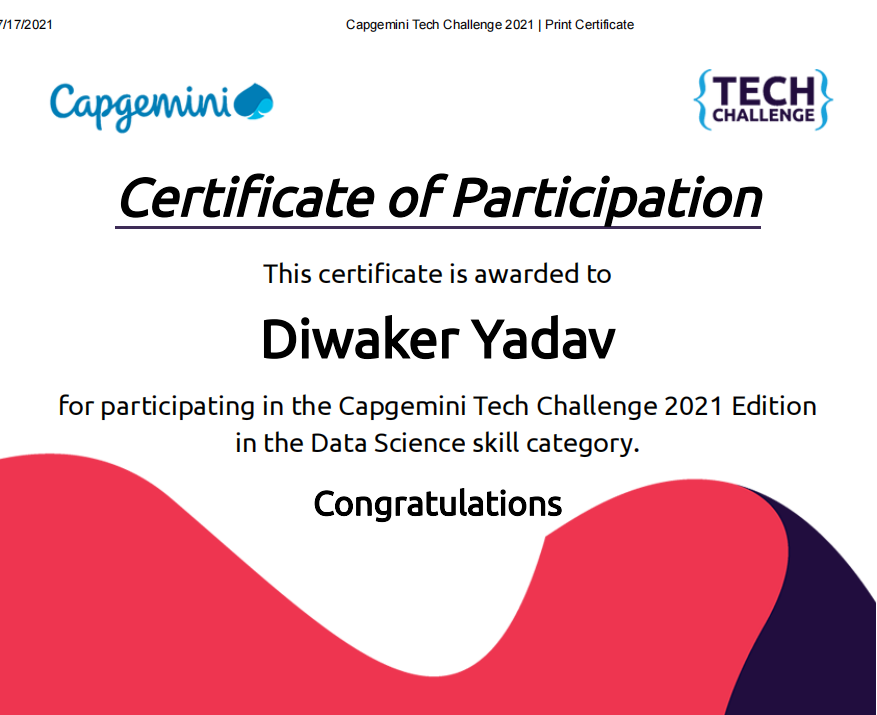 7/17/2021
Capgemini Tech Challenge 2021 | Print Certificate
Capgemini
{TECH
CHALLENGE}
Certificate of Participation
This certificate is awarded to
Diwaker Yadav
for participating in the Capgemini Tech Challenge 2021 Edition
in the Data Science skill category.
Congratulations